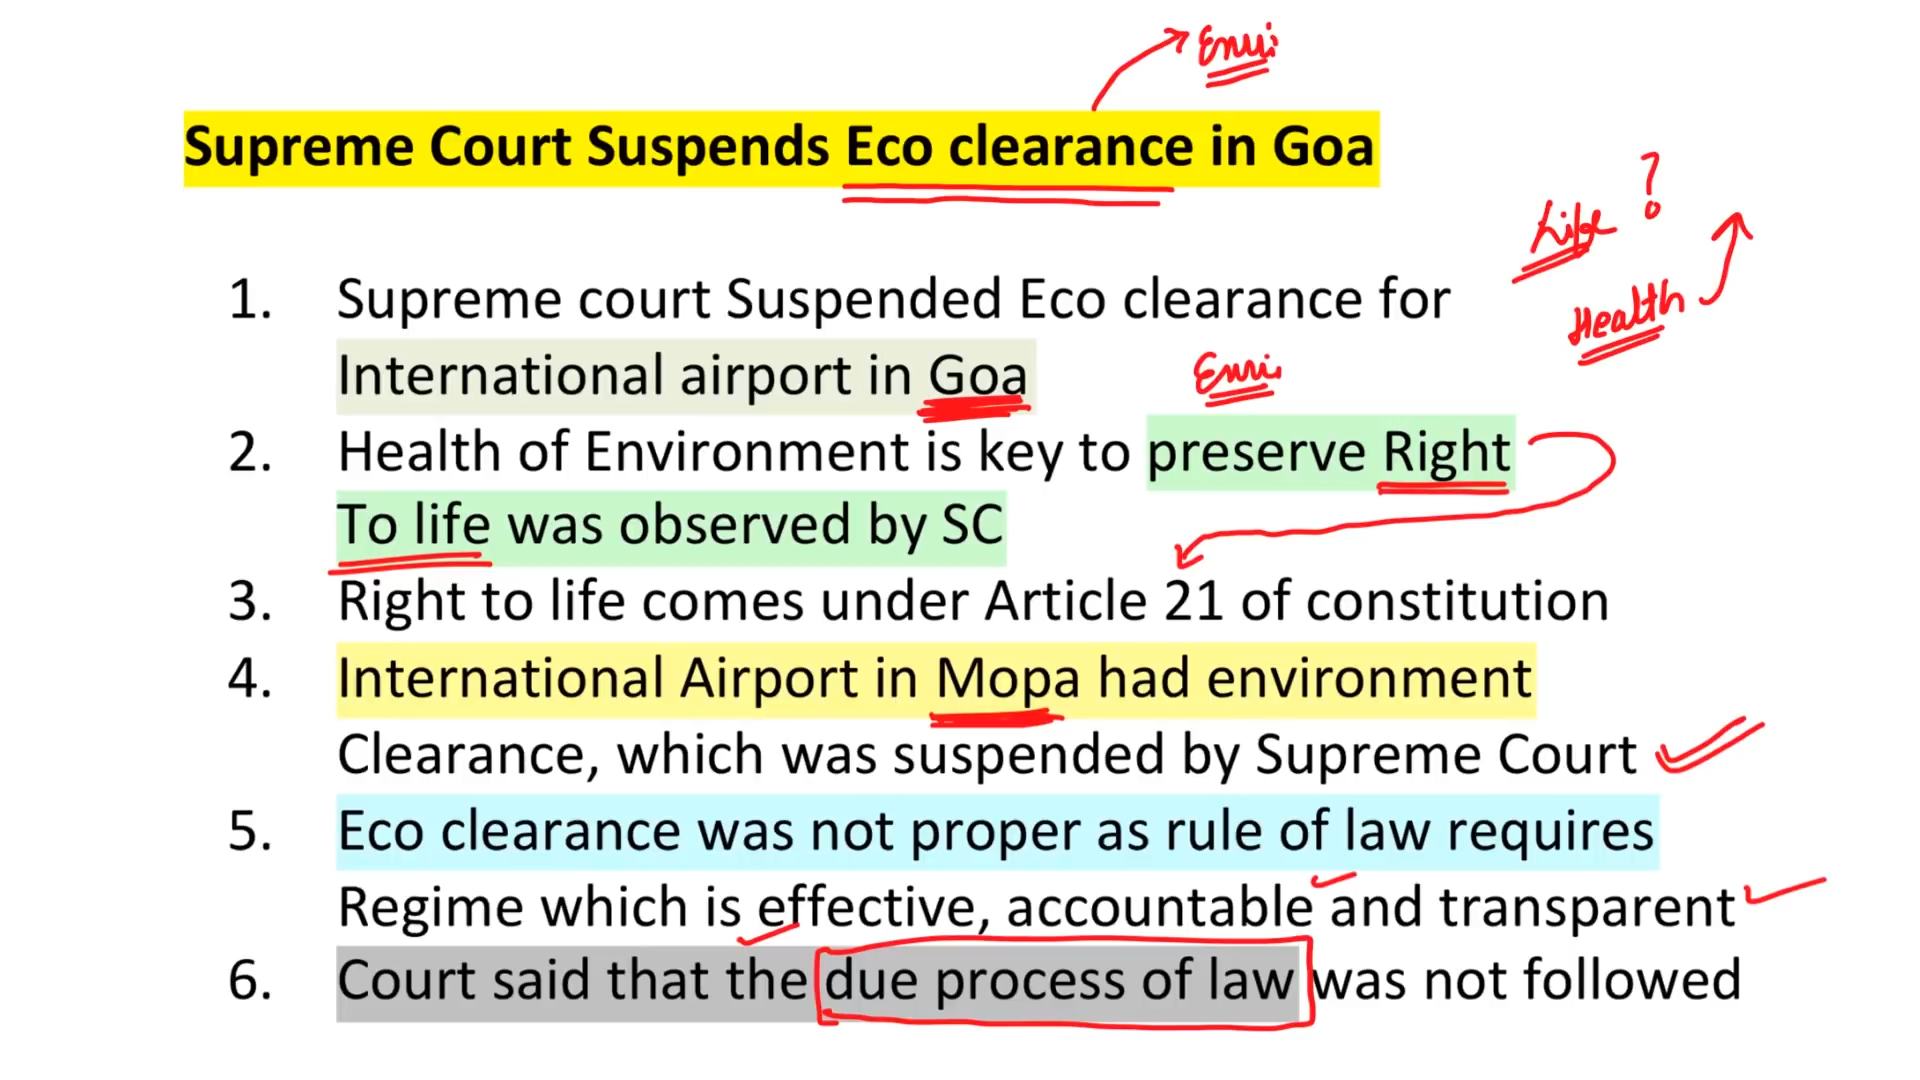 Envi.
Supreme Court Suspends Eco clearance in Goa
Life ?
Health
1. Supreme court Suspended Eco clearance for
International airport in Goa
Envi.
2. Health of Environment is key to preserve Right
To life was observed by SC
3. Right to life comes under Article 21 of constitution
4. International Airport in Mopa had environment
Clearance, which was suspended by Supreme Court
5. Eco clearance was not proper as rule of law requires
Regime which is effective, accountable and transparent
6. Court said that the due process of law was not followed